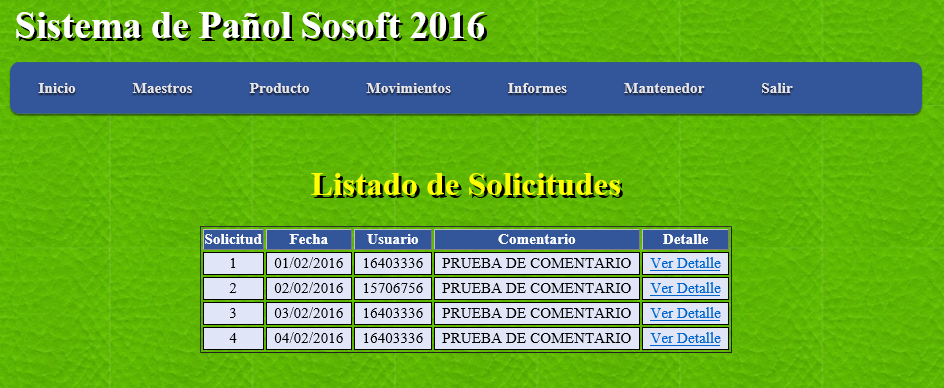 Sistema de Pañol Sosoft 2016
Inicio Maestros Producto Movimientos Informes Mantenedor Salir
Listado de Solicitudes
Solicitud Fecha Usuario Comentario Detalle
1 01/02/2016 16403336 PRUEBA DE COMENTARIO Ver Detalle
2 02/02/2016 15706756 PRUEBA DE COMENTARIO Ver Detalle
3 03/02/2016 16403336 PRUEBA DE COMENTARIO Ver Detalle
4 04/02/2016 16403336 PRUEBA DE COMENTARIO Ver Detalle